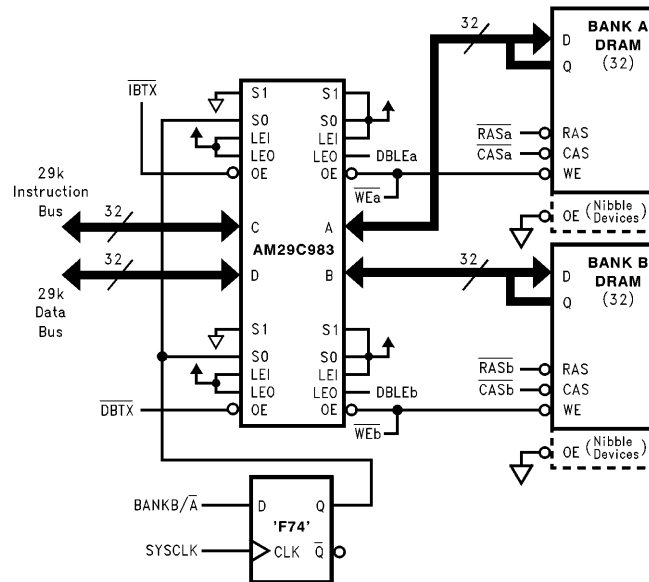 32
BANK A
DRAM
(32)
D
Q
RASa
CASa
RAS
CAS
WE
OE (Nibble Devices)
IBTX
S1
S0
LEI
LEO
OE
S1
S0
LEI
LEO
OE
DBLEa
WEa
29k
Instruction
Bus
32
C
A
AM29C983
29k
Data
Bus
32
D
B
32
BANK B
DRAM
(32)
D
Q
RASb
CASb
RAS
CAS
WE
OE (Nibble Devices)
S1
S0
LEI
LEO
OE
S1
S0
LEI
LEO
OE
DBLEb
WEb
DBTX
BANKB/A
D
Q
'F74'
SYSCLK
CLK
Q